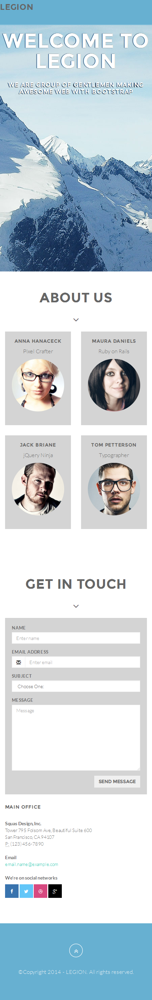 LEGION
WELCOME TO
LEGION
WE ARE GROUP OF GENTLEMEN MAKING
AWESOME WEB WITH BOOTSTRAP
ABOUT US
ANNA HANACECK
Pixel Crafter
MAURA DANIELS
Ruby on Rails
JACK BRIANE
jQuery Ninja
TOM PETTERSON
Typographer
GET IN TOUCH
NAME
Enter name
EMAIL ADDRESS
Enter email
SUBJECT
Choose One:
MESSAGE
Message
SEND MESSAGE
MAIN OFFICE
Squas Design, Inc.
Tower 795 Folsom Ave, Beautiful Suite 600
San Francisco, CA 94107
P: (123) 456-7890
Email
email.name@example.com
We're on social networks
©Copyright 2014 - LEGION. All rights reserved.